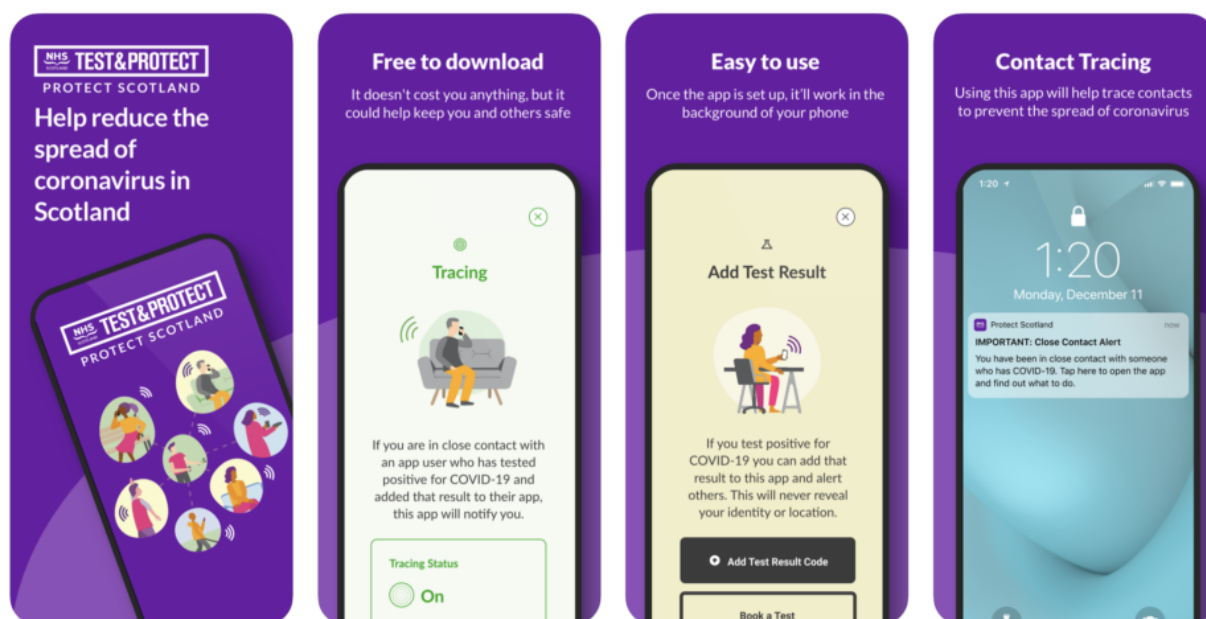 NHS
SCOTLAND
TEST&PROTECT
PROTECT SCOTLAND
Help reduce the
spread of
coronavirus in
Scotland
NHS
TEST&PROTECT
PROTECT SCOTLAND
Free to download
It doesn't cost you anything, but it
could help keep you and others safe
Tracing
If you are in close contact with
an app user who has tested
positive for COVID-19 and
added that result to their app,
this app will notify you.
Tracing Status
On
Easy to use
Once the app is set up, it'll work in the
background of your phone
Add Test Result
If you test positive for
COVID-19 you can add that
result to this app and alert
others. This will never reveal
your identity or location.
Add Test Result Code
Book a Test
Contact Tracing
Using this app will help trace contacts
to prevent the spread of coronavirus
1:20
1:20
Monday, December 11
Protect Scotland now
IMPORTANT: Close Contact Alert
You have been in close contact with someone
who has COVID-19. Tap here to open the app
and find out what to do.